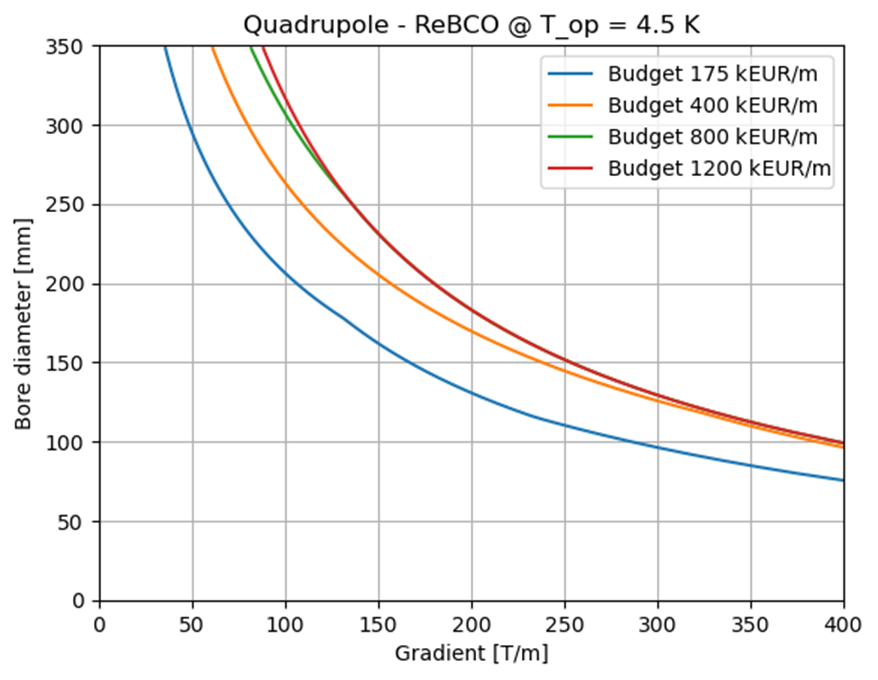 Quadrupole - ReBCO @ T_op = 4.5 K
Budget 175 kEUR/m
Budget 400 kEUR/m
Budget 800 kEUR/m
Budget 1200 kEUR/m
Bore diameter [mm]
350
300
250
200
150
100
50
0
0 50 100 150 200 250 300 350 400
Gradient [T/m]